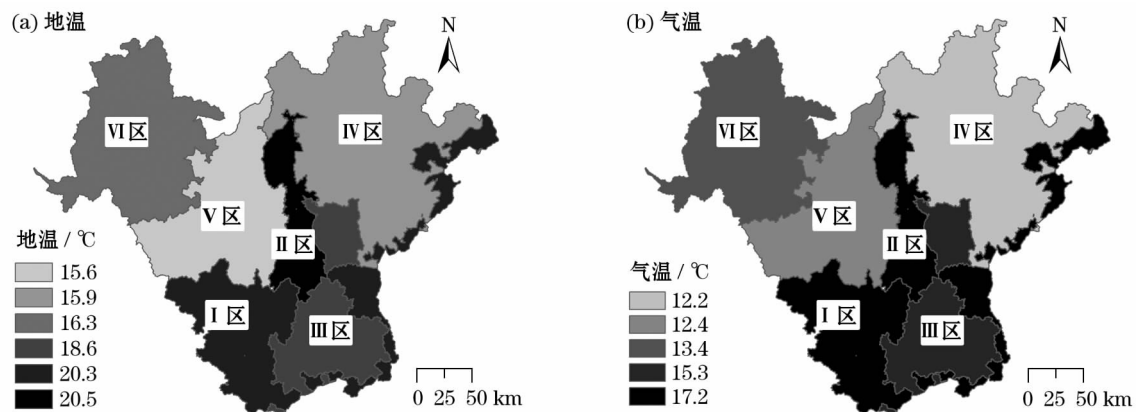 (a) 地温
N
Ⅵ区
Ⅳ区
Ⅴ区
Ⅱ区
Ⅰ区
Ⅲ区
地温 / ℃
15.6
15.9
16.3
18.6
20.3
20.5
0 25 50 km
(b) 气温
N
Ⅵ区
Ⅳ区
Ⅴ区
Ⅱ区
Ⅰ区
Ⅲ区
气温 / ℃
12.2
12.4
13.4
15.3
17.2
0 25 50 km